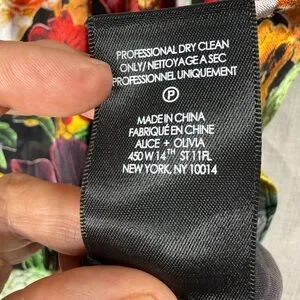 PROFESSIONAL DRY CLEAN
ONLY/ NETTOYAGE A SEC
PROFESSIONNEL UNIQUEMENT
P
MADE IN CHINA
FABRIQUÉ EN CHINE
ALICE + OLIVIA
450 W 14TH ST 11FL
NEW YORK, NY 10014